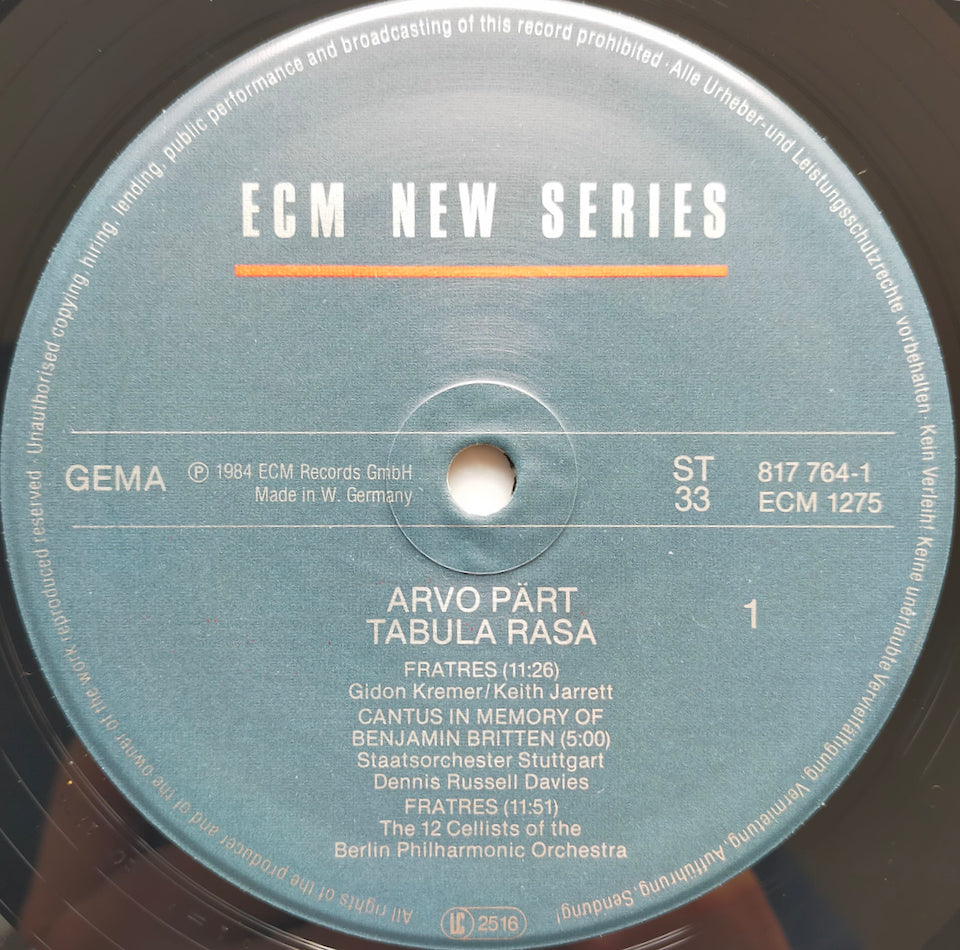 All rights of the producer and of the owner of the work reproduced reserved · Unauthorised copying, hiring, lending, public performance and broadcasting of this record prohibited · Alle Urheber- und Leistungsschutzrechte vorbehalten · Kein Verleih! Keine unerlaubte Vervielfältigung, Vermietung, Aufführung, Sendung!
ECM NEW SERIES
GEMA
℗ 1984 ECM Records GmbH
Made in W. Germany
ST
33
817 764-1
ECM 1275
ARVO PÄRT
TABULA RASA
1
FRATRES (11:26)
Gidon Kremer/Keith Jarrett
CANTUS IN MEMORY OF
BENJAMIN BRITTEN (5:00)
Staatsorchester Stuttgart
Dennis Russell Davies
FRATRES (11:51)
The 12 Cellists of the
Berlin Philharmonic Orchestra
LC 2516